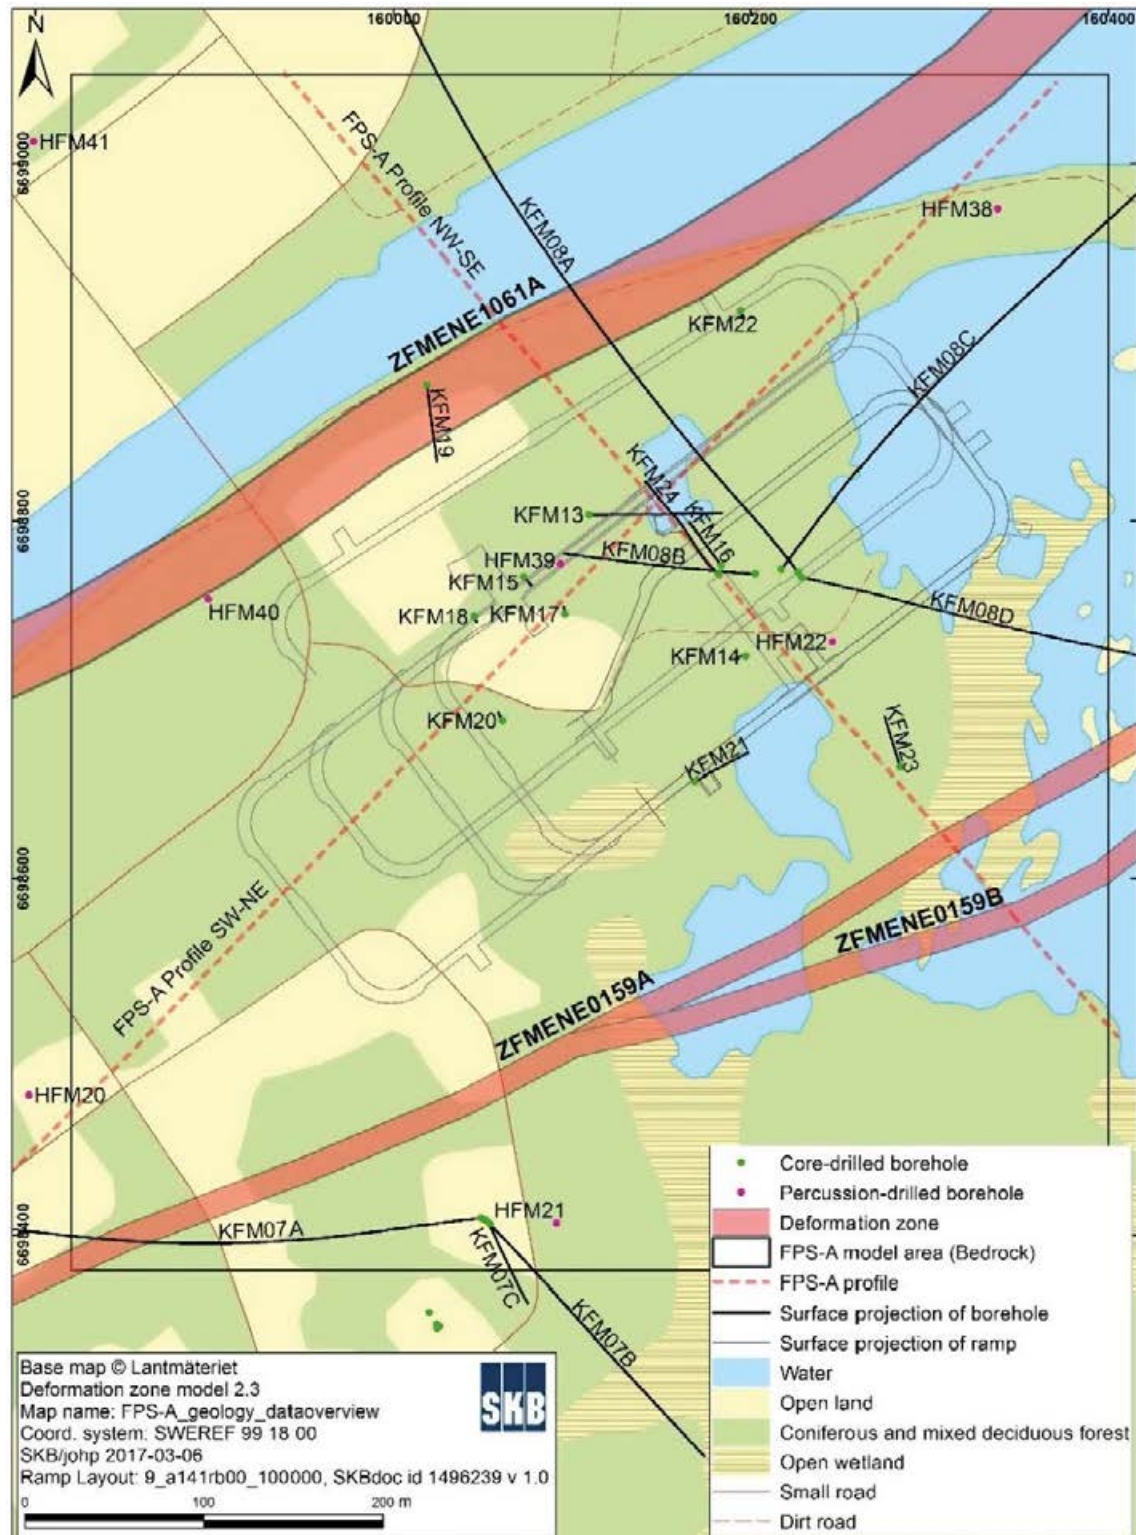 N
160000
160200
160400
HFM41
6699000
FPS-A Profile NW-SE
KFM08A
HFM38
ZFMENE1061A
KFM22
KFM08C
KFM19
KFM24
KFM16
6698800
KFM13
HFM39
KFM08B
KFM15
HFM40
KFM18
KFM17
KFM08D
HFM22
KFM14
KFM20
KFM23
KFM21
6698600
FPS-A Profile SW-NE
ZFMENE0159B
ZFMENE0159A
HFM20
6698400
KFM07A
HFM21
KFM07C
KFM07B
Core-drilled borehole
Percussion-drilled borehole
Deformation zone
FPS-A model area (Bedrock)
FPS-A profile
Surface projection of borehole
Surface projection of ramp
Water
Open land
Coniferous and mixed deciduous forest
Open wetland
Small road
Dirt road
Base map © Lantmäteriet
Deformation zone model 2.3
Map name: FPS-A_geology_dataoverview
Coord. system: SWEREF 99 18 00
SKB/johp 2017-03-06
Ramp Layout: 9_a141rb00_100000, SKBdoc id 1496239 v 1.0
SKB
0 100 200 m